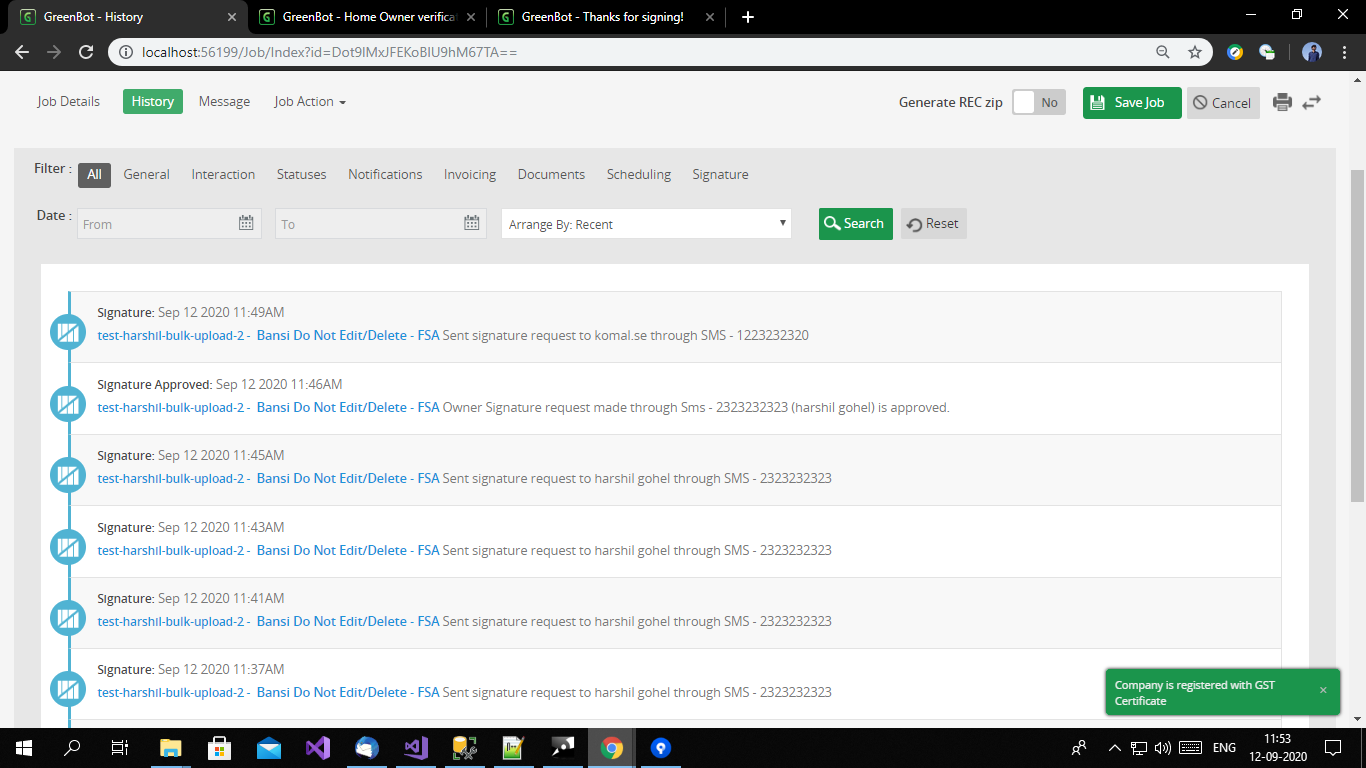 GreenBot - History
GreenBot - Home Owner verificat
GreenBot - Thanks for signing!
localhost:56199/Job/Index?id=Dot9IMxJFEKoBlU9hM67TA==
Job Details
History
Message
Job Action
Generate REC zip
No
Save Job
Cancel
Filter :
All
General
Interaction
Statuses
Notifications
Invoicing
Documents
Scheduling
Signature
Date :
From
To
Arrange By: Recent
Search
Reset
Signature: Sep 12 2020 11:49AM
test-harshil-bulk-upload-2 - Bansi Do Not Edit/Delete - FSA Sent signature request to komal.se through SMS - 1223232320
Signature Approved: Sep 12 2020 11:46AM
test-harshil-bulk-upload-2 - Bansi Do Not Edit/Delete - FSA Owner Signature request made through Sms - 2323232323 (harshil gohel) is approved.
Signature: Sep 12 2020 11:45AM
test-harshil-bulk-upload-2 - Bansi Do Not Edit/Delete - FSA Sent signature request to harshil gohel through SMS - 2323232323
Signature: Sep 12 2020 11:43AM
test-harshil-bulk-upload-2 - Bansi Do Not Edit/Delete - FSA Sent signature request to harshil gohel through SMS - 2323232323
Signature: Sep 12 2020 11:41AM
test-harshil-bulk-upload-2 - Bansi Do Not Edit/Delete - FSA Sent signature request to harshil gohel through SMS - 2323232323
Signature: Sep 12 2020 11:37AM
test-harshil-bulk-upload-2 - Bansi Do Not Edit/Delete - FSA Sent signature request to harshil gohel through SMS - 2323232323
Company is registered with GST
Certificate
ENG
11:53
12-09-2020